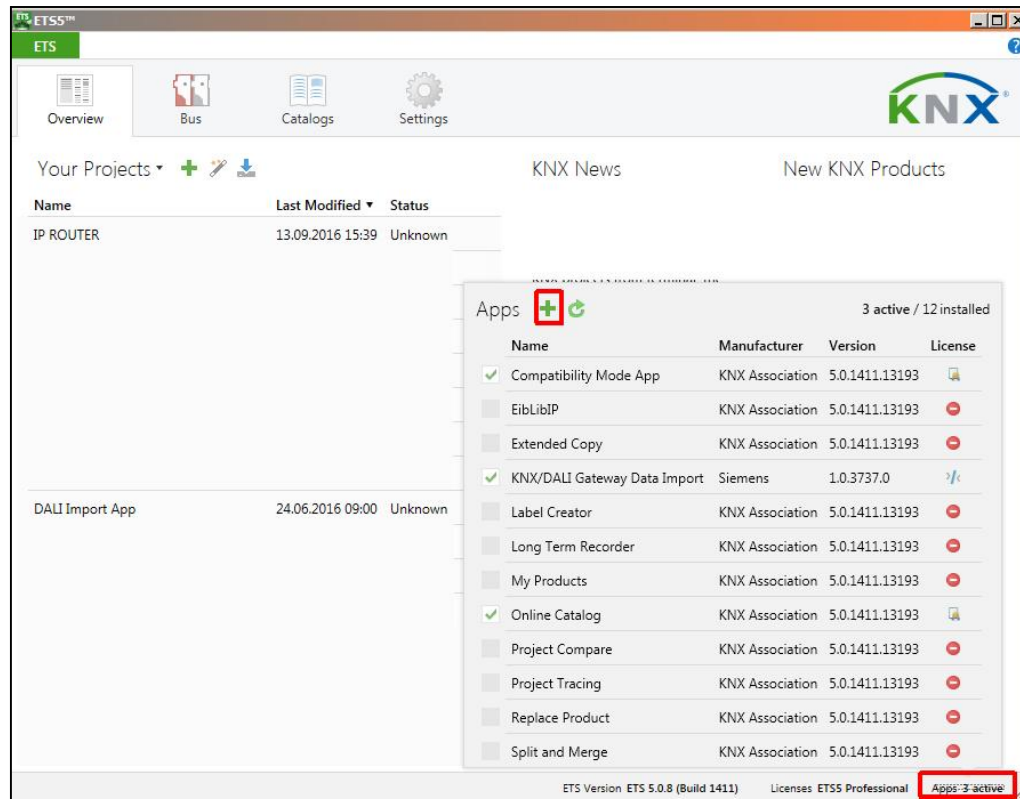 ETS ETS5™
ETS
Overview Bus Catalogs Settings
KNX®
Your Projects KNX News New KNX Products
Name Last Modified Status
IP ROUTER 13.09.2016 15:39 Unknown
Apps 3 active / 12 installed
Name Manufacturer Version License
Compatibility Mode App KNX Association 5.0.1411.13193
EibLibIP KNX Association 5.0.1411.13193
Extended Copy KNX Association 5.0.1411.13193
KNX/DALI Gateway Data Import Siemens 1.0.3737.0
DALI Import App 24.06.2016 09:00 Unknown
Label Creator KNX Association 5.0.1411.13193
Long Term Recorder KNX Association 5.0.1411.13193
My Products KNX Association 5.0.1411.13193
Online Catalog KNX Association 5.0.1411.13193
Project Compare KNX Association 5.0.1411.13193
Project Tracing KNX Association 5.0.1411.13193
Replace Product KNX Association 5.0.1411.13193
Split and Merge KNX Association 5.0.1411.13193
ETS Version ETS 5.0.8 (Build 1411) Licenses ETS5 Professional Apps 3 active